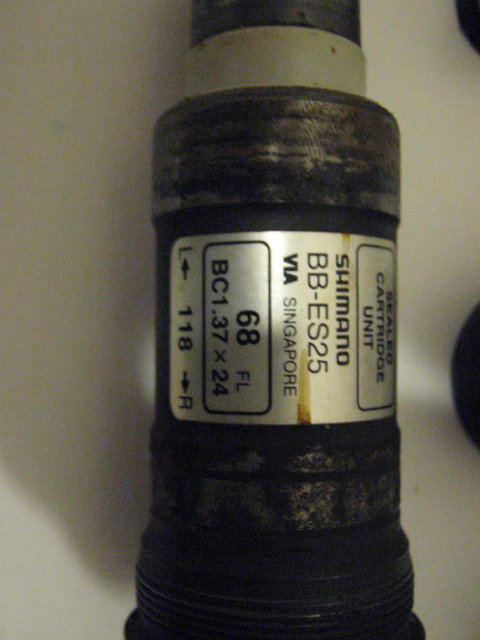 SEALED
CARTRIDGE
UNIT
SHIMANO
BB-ES25
VIA SINGAPORE
68 FL
BC1.37 × 24
L← 118 →R